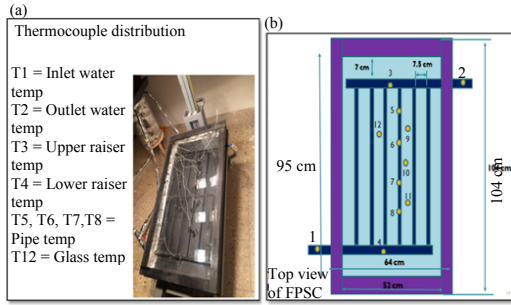 (a)
Thermocouple distribution
T1 = Inlet water
temp
T2 = Outlet water
temp
T3 = Upper raiser
temp
T4 = Lower raiser
temp
T5, T6, T7,T8 =
Pipe temp
T12 = Glass temp
(b)
7 cm
7.5 cm
3
2
5
12
9
6
95 cm
10
104 cm
7
11
8
1
4
64 cm
Top view
of FPSC
52 cm